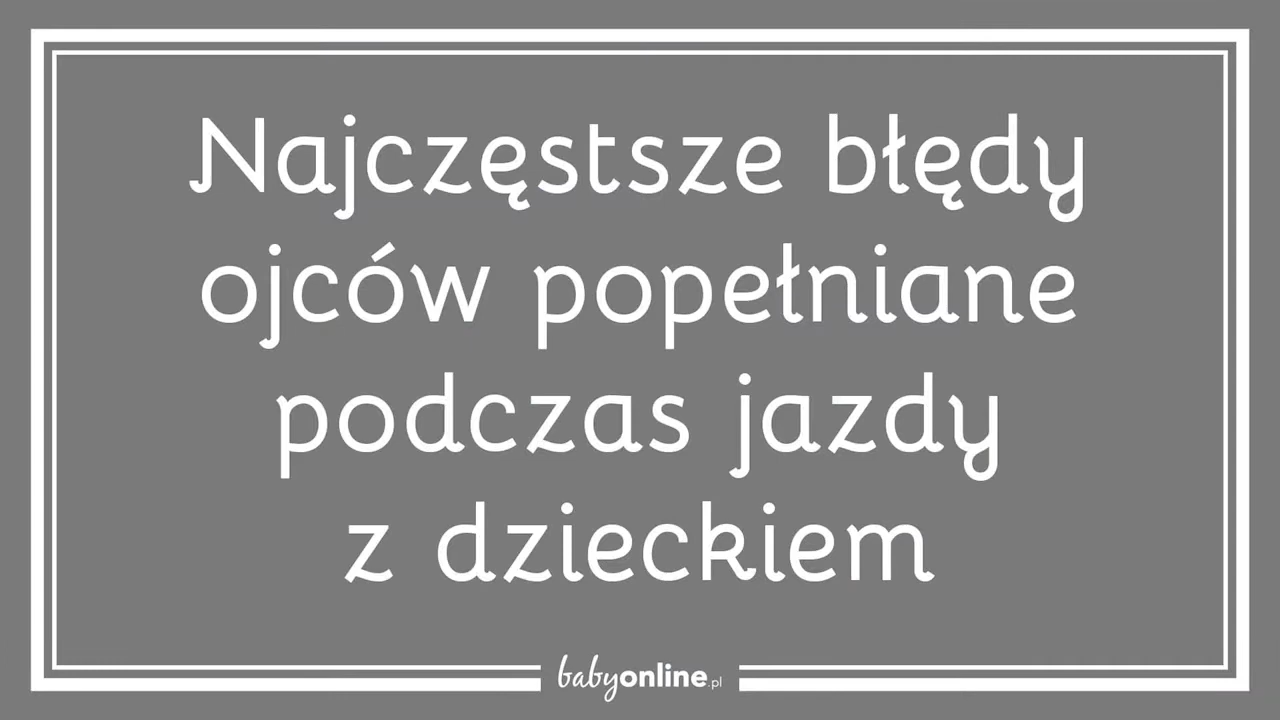 Najczęstsze błędy
ojców popełniane
podczas jazdy
z dzieckiem
babyonline.pl